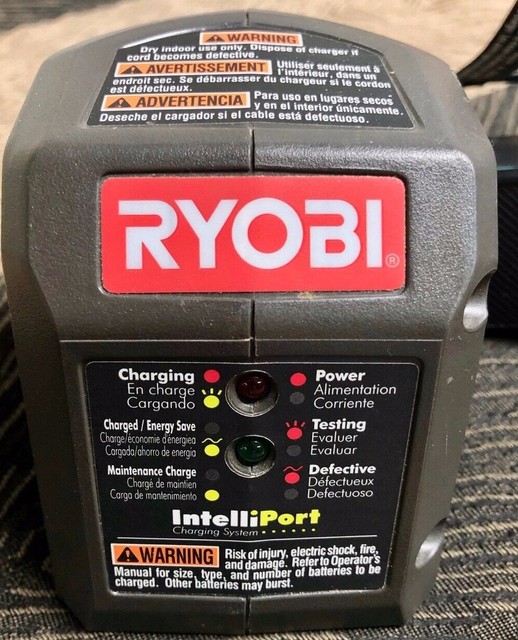 WARNING
Dry indoor use only. Dispose of charger if
cord becomes defective.
AVERTISSEMENT Utiliser seulement à
l'intérieur, dans un
endroit sec. Se débarrasser du chargeur si le cordon
est défectueux.
ADVERTENCIA Para uso en lugares secos
y en el interior únicamente.
Deseche el cargador si el cable está defectuoso.
RYOBI®
Charging
En charge
Cargando
Power
Alimentation
Corriente
Charged / Energy Save
Charge/économie d'énergiea
Cargada/ahorro de energia
Testing
Evaluer
Evaluar
Maintenance Charge
Chargé de maintien
Carga de mantenimiento
Defective
Défectueux
Defectuoso
IntelliPort
Charging System
WARNING Risk of injury, electric shock, fire,
and damage. Refer to Operator's
Manual for size, type, and number of batteries to be
charged. Other batteries may burst.